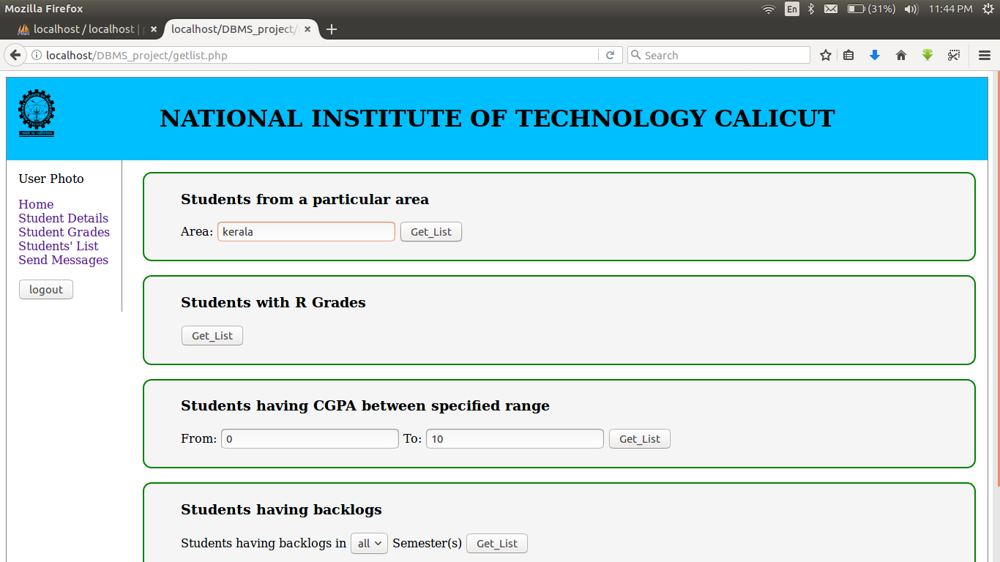 Mozilla Firefox
En
(31%)
11:44 PM
localhost / localhost |
localhost/DBMS_project/
localhost/DBMS_project/getlist.php
Search
NATIONAL INSTITUTE OF TECHNOLOGY CALICUT
User Photo
Home
Student Details
Student Grades
Students' List
Send Messages
logout
Students from a particular area
Area: kerala Get_List
Students with R Grades
Get_List
Students having CGPA between specified range
From: 0 To: 10 Get_List
Students having backlogs
Students having backlogs in all Semester(s) Get_List